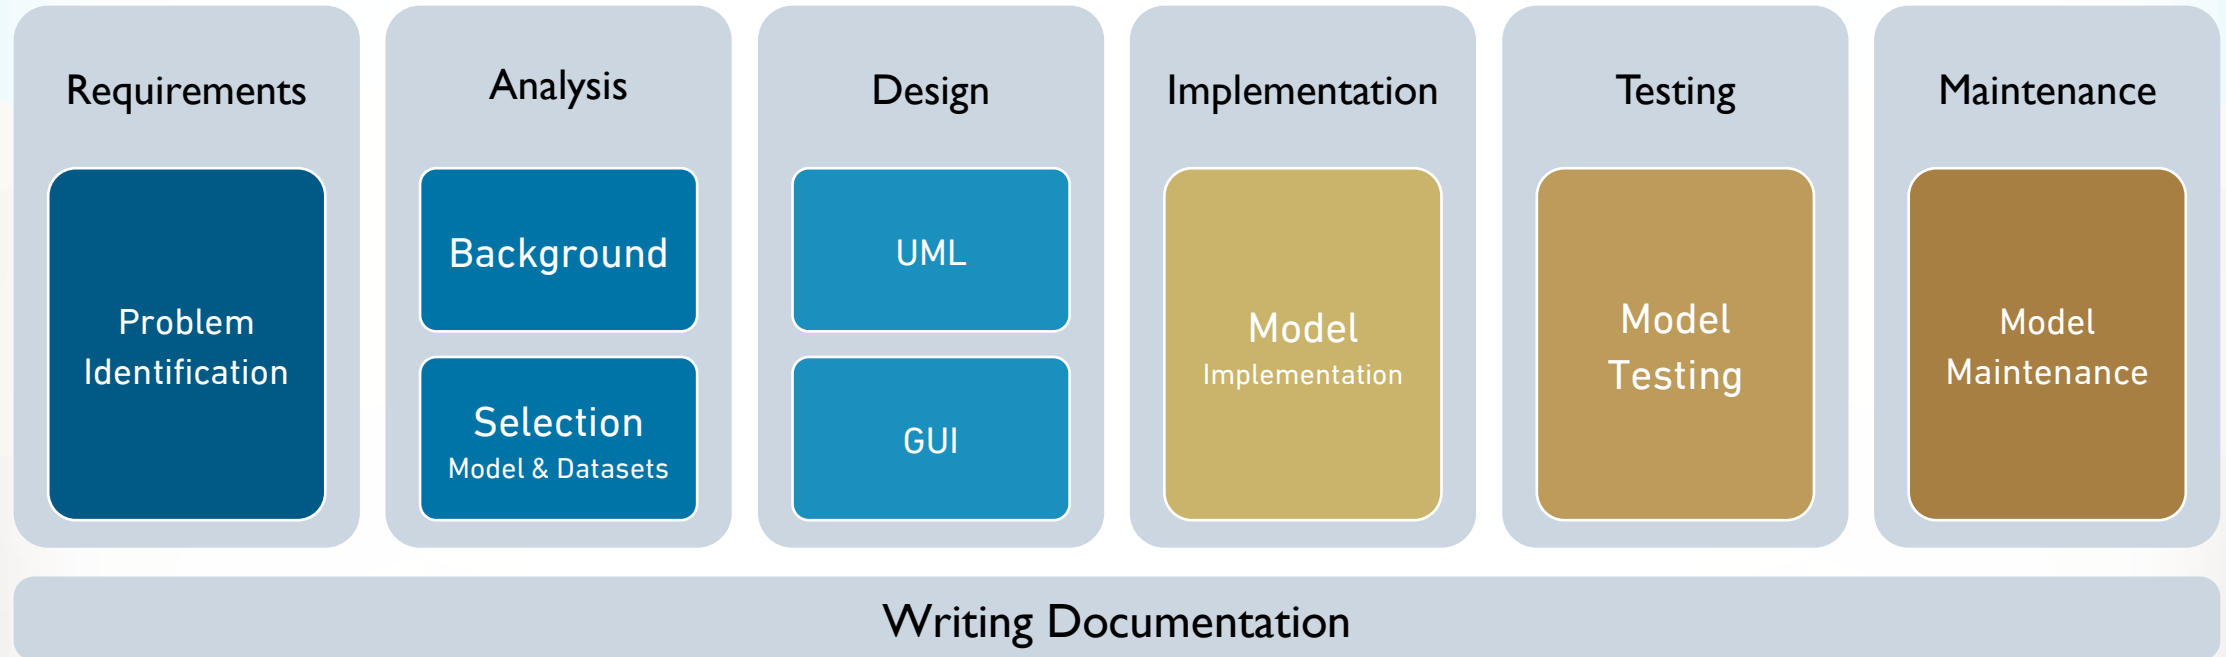 Requirements
Problem
Identification
Analysis
Background
Selection
Model & Datasets
Design
UML
GUI
Implementation
Model
Implementation
Testing
Model
Testing
Maintenance
Model
Maintenance
Writing Documentation